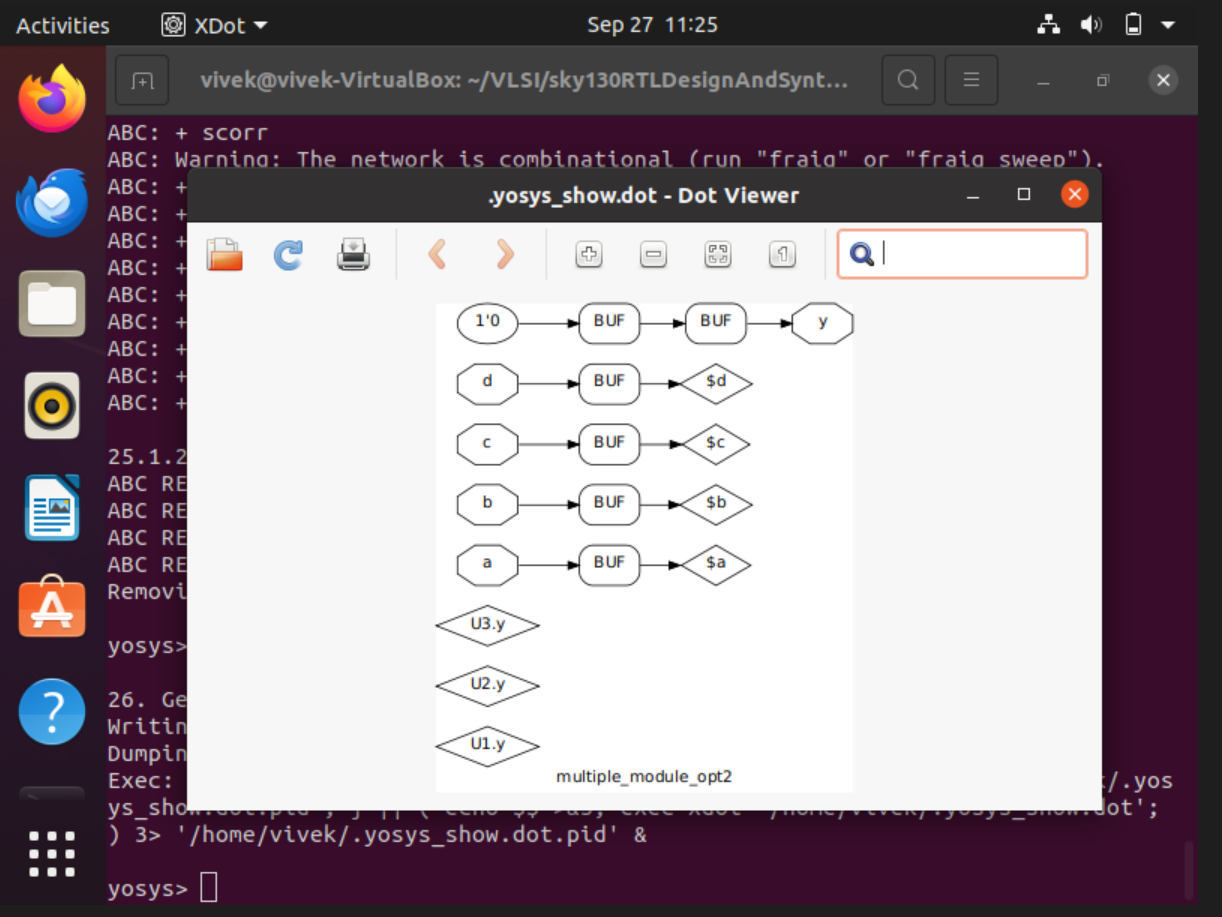 Activities XDot Sep 27 11:25
vivek@vivek-VirtualBox: ~/VLSI/sky130RTLDesignAndSynt...
ABC: + scorr
ABC: Warning: The network is combinational (run "fraig" or "fraig_sweep").
ABC: +
.yosys_show.dot - Dot Viewer
ABC: +
ABC: +
ABC: +
ABC: +
ABC: +
ABC: +
ABC: +
ABC: +
1'0 BUF BUF y
d BUF $d
c BUF $c
b BUF $b
a BUF $a
U3.y
U2.y
U1.y
multiple_module_opt2
25.1.2
ABC RE
ABC RE
ABC RE
ABC RE
Removi
yosys>
26. Ge
Writin
Dumpin
Exec: k/.yos
ys_show.dot.pid'; } || ( echo $$ >&3; exec xdot '/home/vivek/.yosys_show.dot';
) 3> '/home/vivek/.yosys_show.dot.pid' &
yosys>